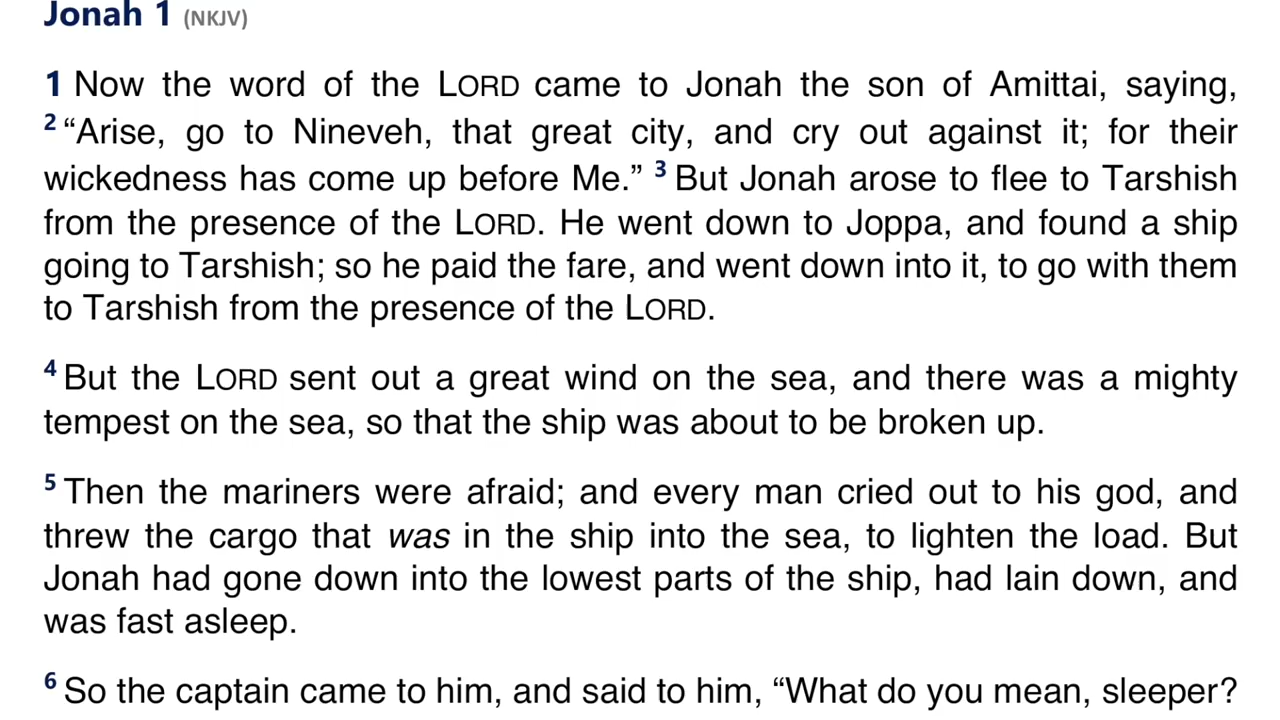 Jonah 1 (NKJV)
1 Now the word of the LORD came to Jonah the son of Amittai, saying,
2 “Arise, go to Nineveh, that great city, and cry out against it; for their
wickedness has come up before Me.” 3 But Jonah arose to flee to Tarshish
from the presence of the LORD. He went down to Joppa, and found a ship
going to Tarshish; so he paid the fare, and went down into it, to go with them
to Tarshish from the presence of the LORD.
4 But the LORD sent out a great wind on the sea, and there was a mighty
tempest on the sea, so that the ship was about to be broken up.
5 Then the mariners were afraid; and every man cried out to his god, and
threw the cargo that was in the ship into the sea, to lighten the load. But
Jonah had gone down into the lowest parts of the ship, had lain down, and
was fast asleep.
6 So the captain came to him, and said to him, “What do you mean, sleeper?